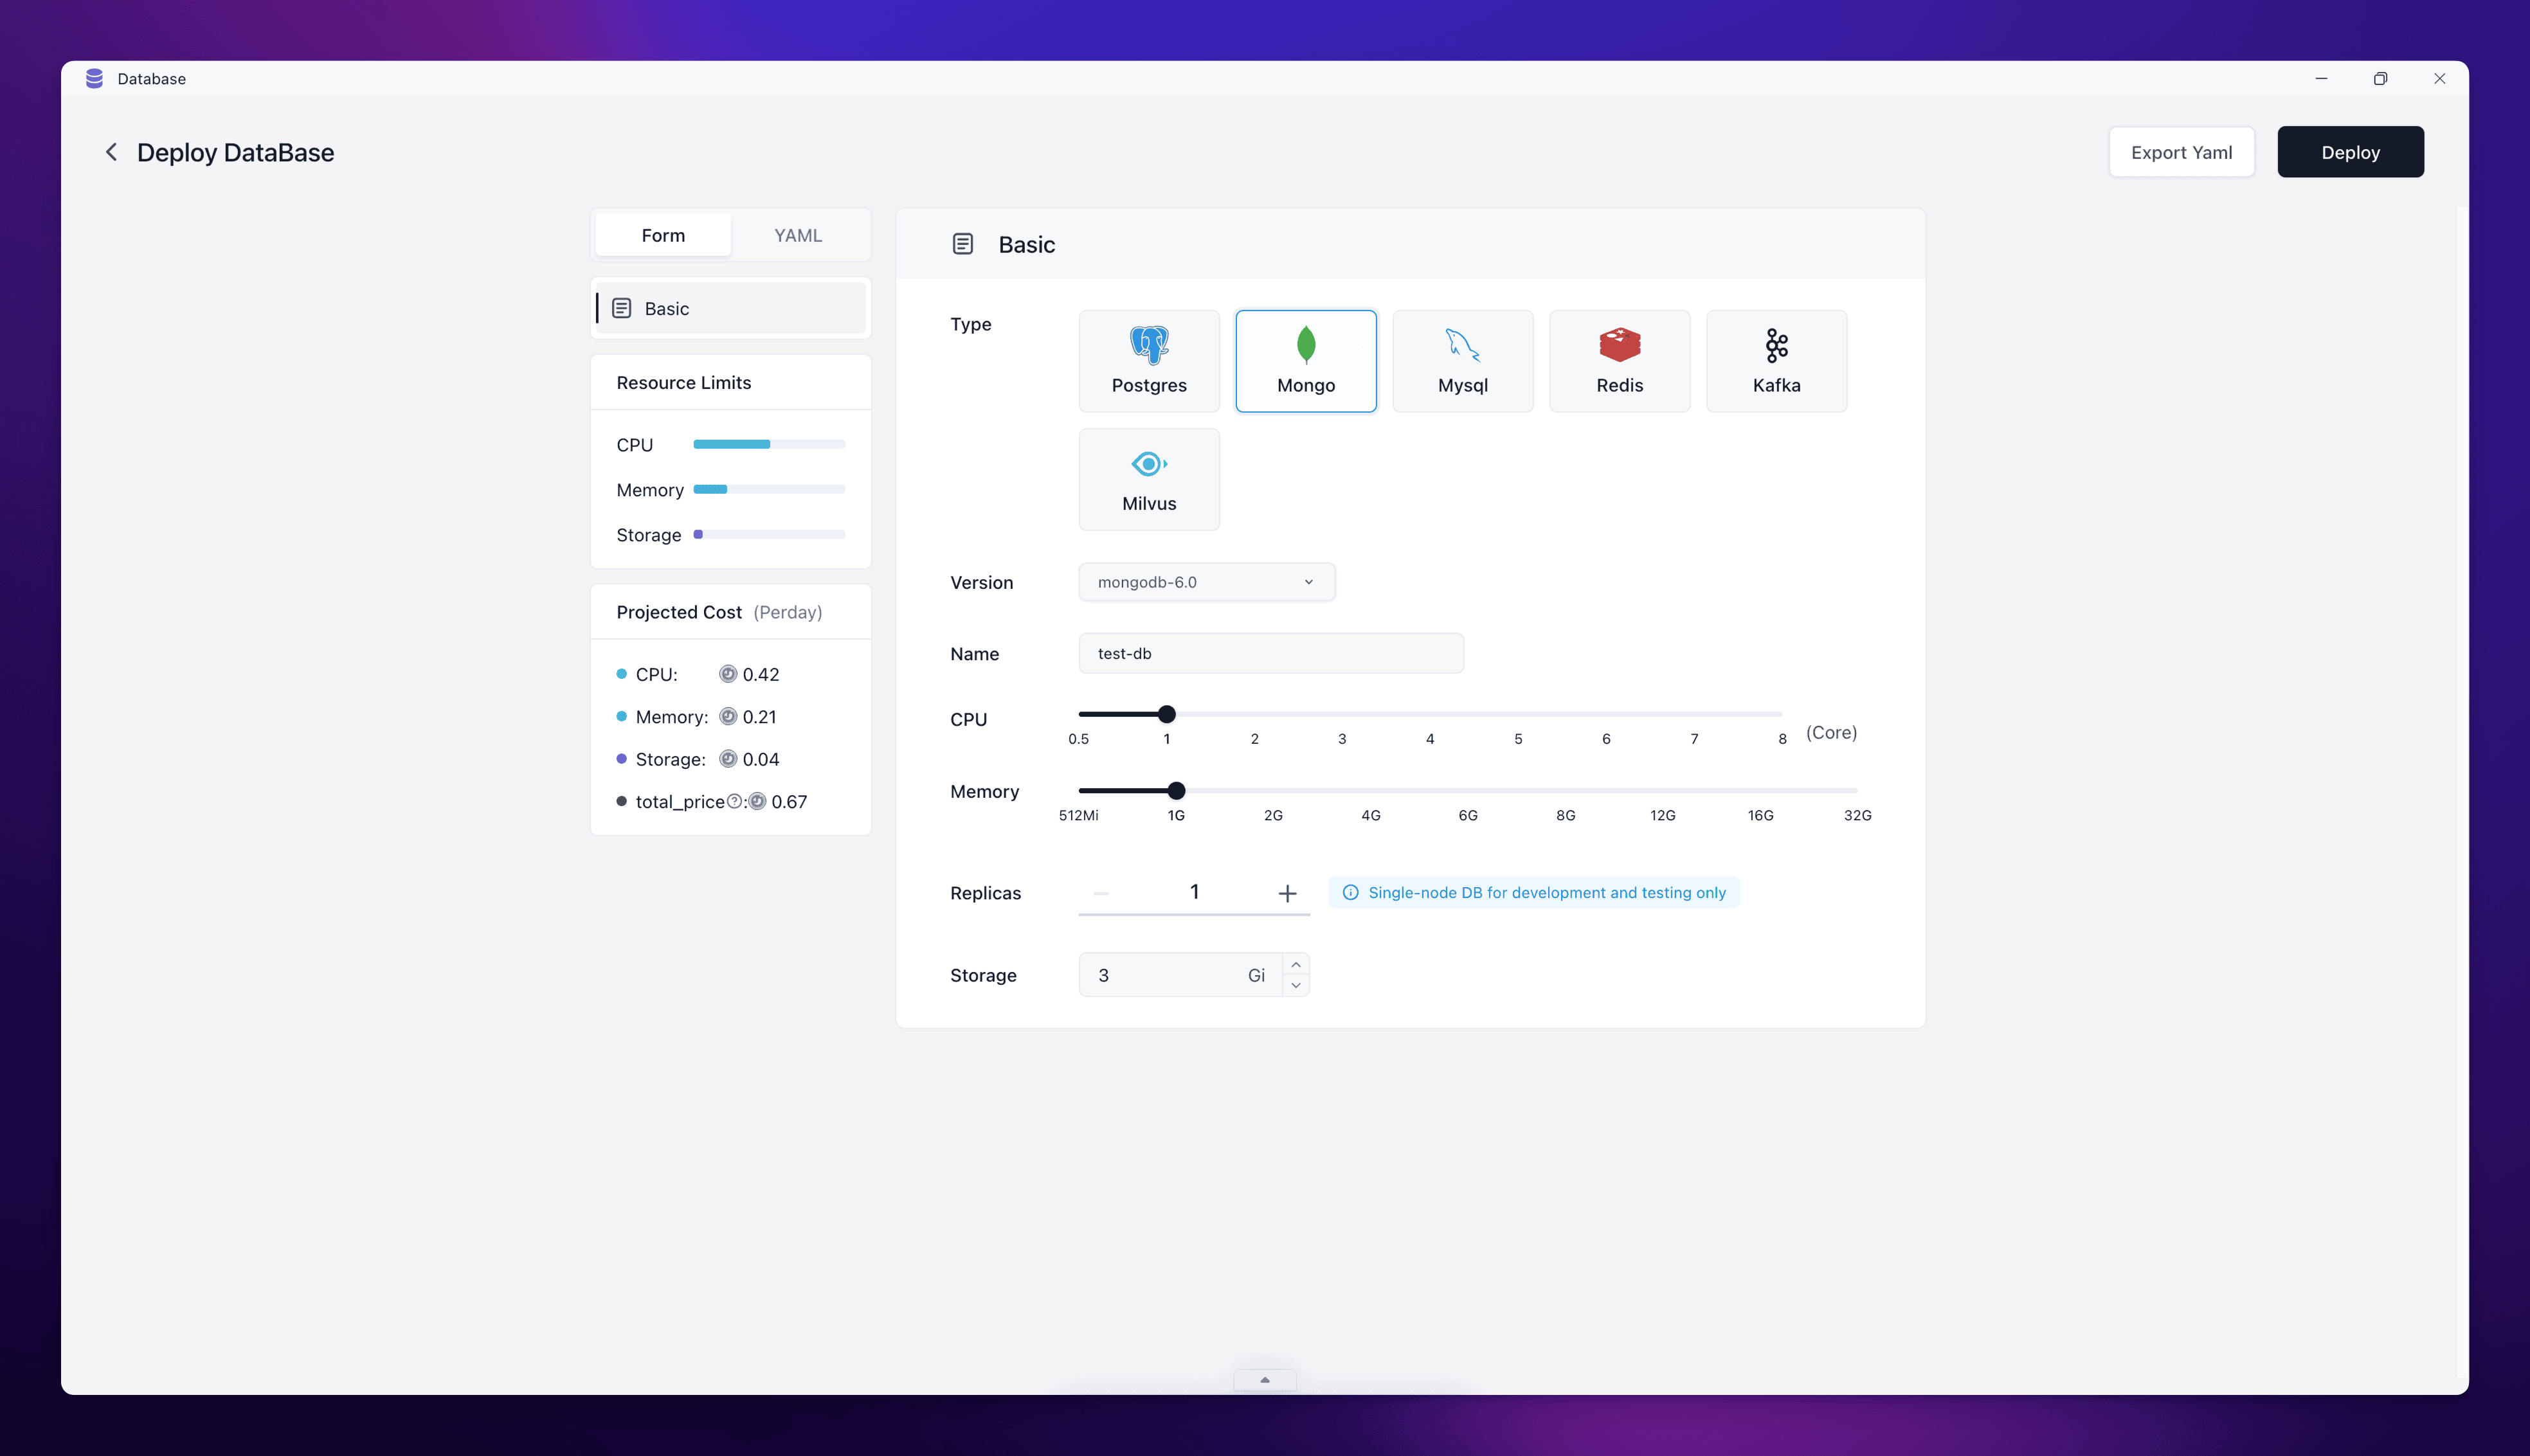 Database
Deploy DataBase
Export Yaml
Deploy
Form
YAML
Basic
Resource Limits
CPU
Memory
Storage
Projected Cost (Perday)
CPU: 0.42
Memory: 0.21
Storage: 0.04
total_price?: 0.67
Basic
Type
Postgres
Mongo
Mysql
Redis
Kafka
Milvus
Version
mongodb-6.0
Name
test-db
CPU
0.5 1 2 3 4 5 6 7 8 (Core)
Memory
512Mi 1G 2G 4G 6G 8G 12G 16G 32G
Replicas
1
Single-node DB for development and testing only
Storage
3 Gi